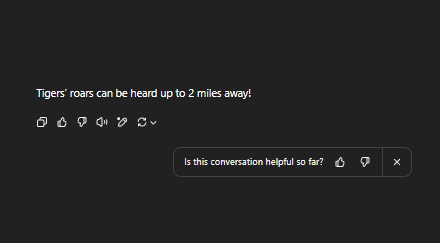 Tigers’ roars can be heard up to 2 miles away!
Is this conversation helpful so far?